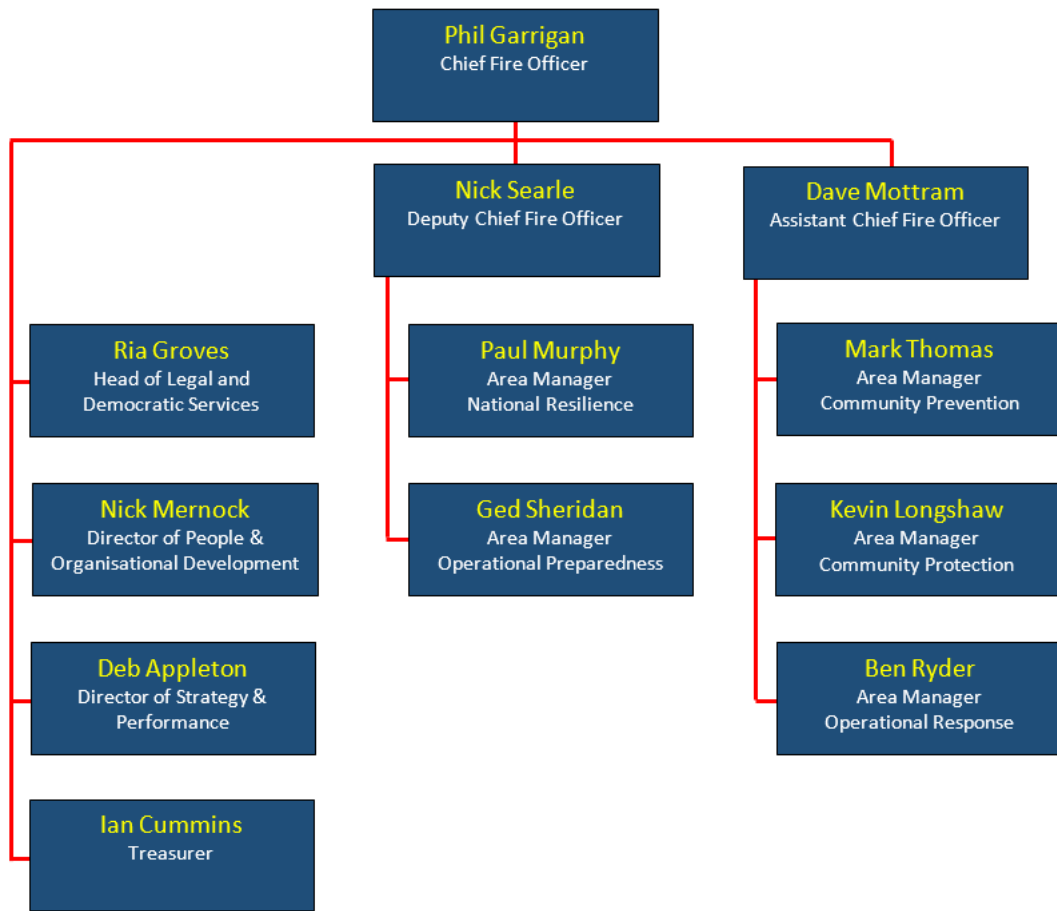 Phil Garrigan
Chief Fire Officer
Nick Searle
Deputy Chief Fire Officer
Dave Mottram
Assistant Chief Fire Officer
Ria Groves
Head of Legal and
Democratic Services
Paul Murphy
Area Manager
National Resilience
Mark Thomas
Area Manager
Community Prevention
Nick Mernock
Director of People &
Organisational Development
Ged Sheridan
Area Manager
Operational Preparedness
Kevin Longshaw
Area Manager
Community Protection
Deb Appleton
Director of Strategy &
Performance
Ben Ryder
Area Manager
Operational Response
Ian Cummins
Treasurer